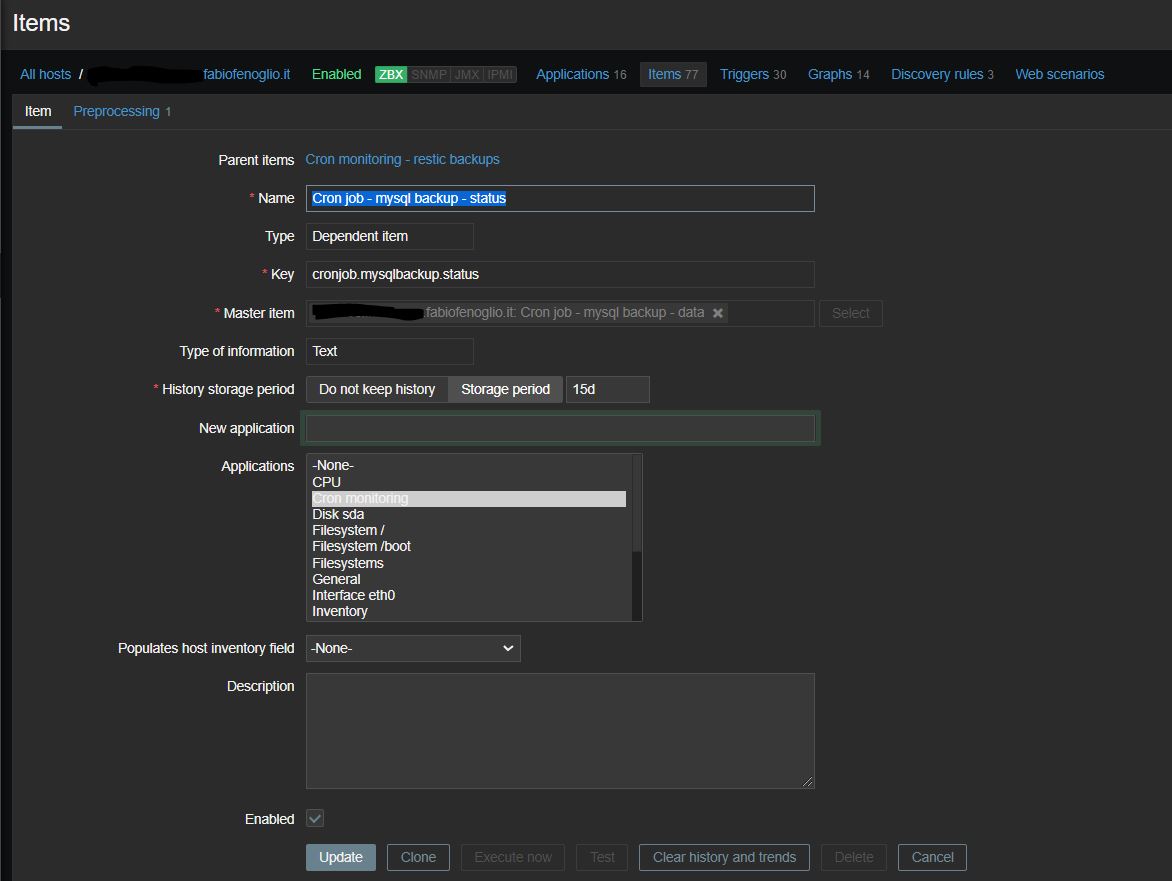 Items
All hosts / fabiofenoglio.it Enabled ZBX SNMP JMX IPMI Applications 16 Items 77 Triggers 30 Graphs 14 Discovery rules 3 Web scenarios
Item Preprocessing 1
Parent items Cron monitoring - restic backups
* Name Cron job - mysql backup - status
Type Dependent item
* Key cronjob.mysqlbackup.status
* Master item .fabiofenoglio.it: Cron job - mysql backup - data Select
Type of information Text
* History storage period Do not keep history Storage period 15d
New application
Applications -None-
CPU
Cron monitoring
Disk sda
Filesystem /
Filesystem /boot
Filesystems
General
Interface eth0
Inventory
Populates host inventory field -None-
Description
Enabled
Update Clone Execute now Test Clear history and trends Delete Cancel